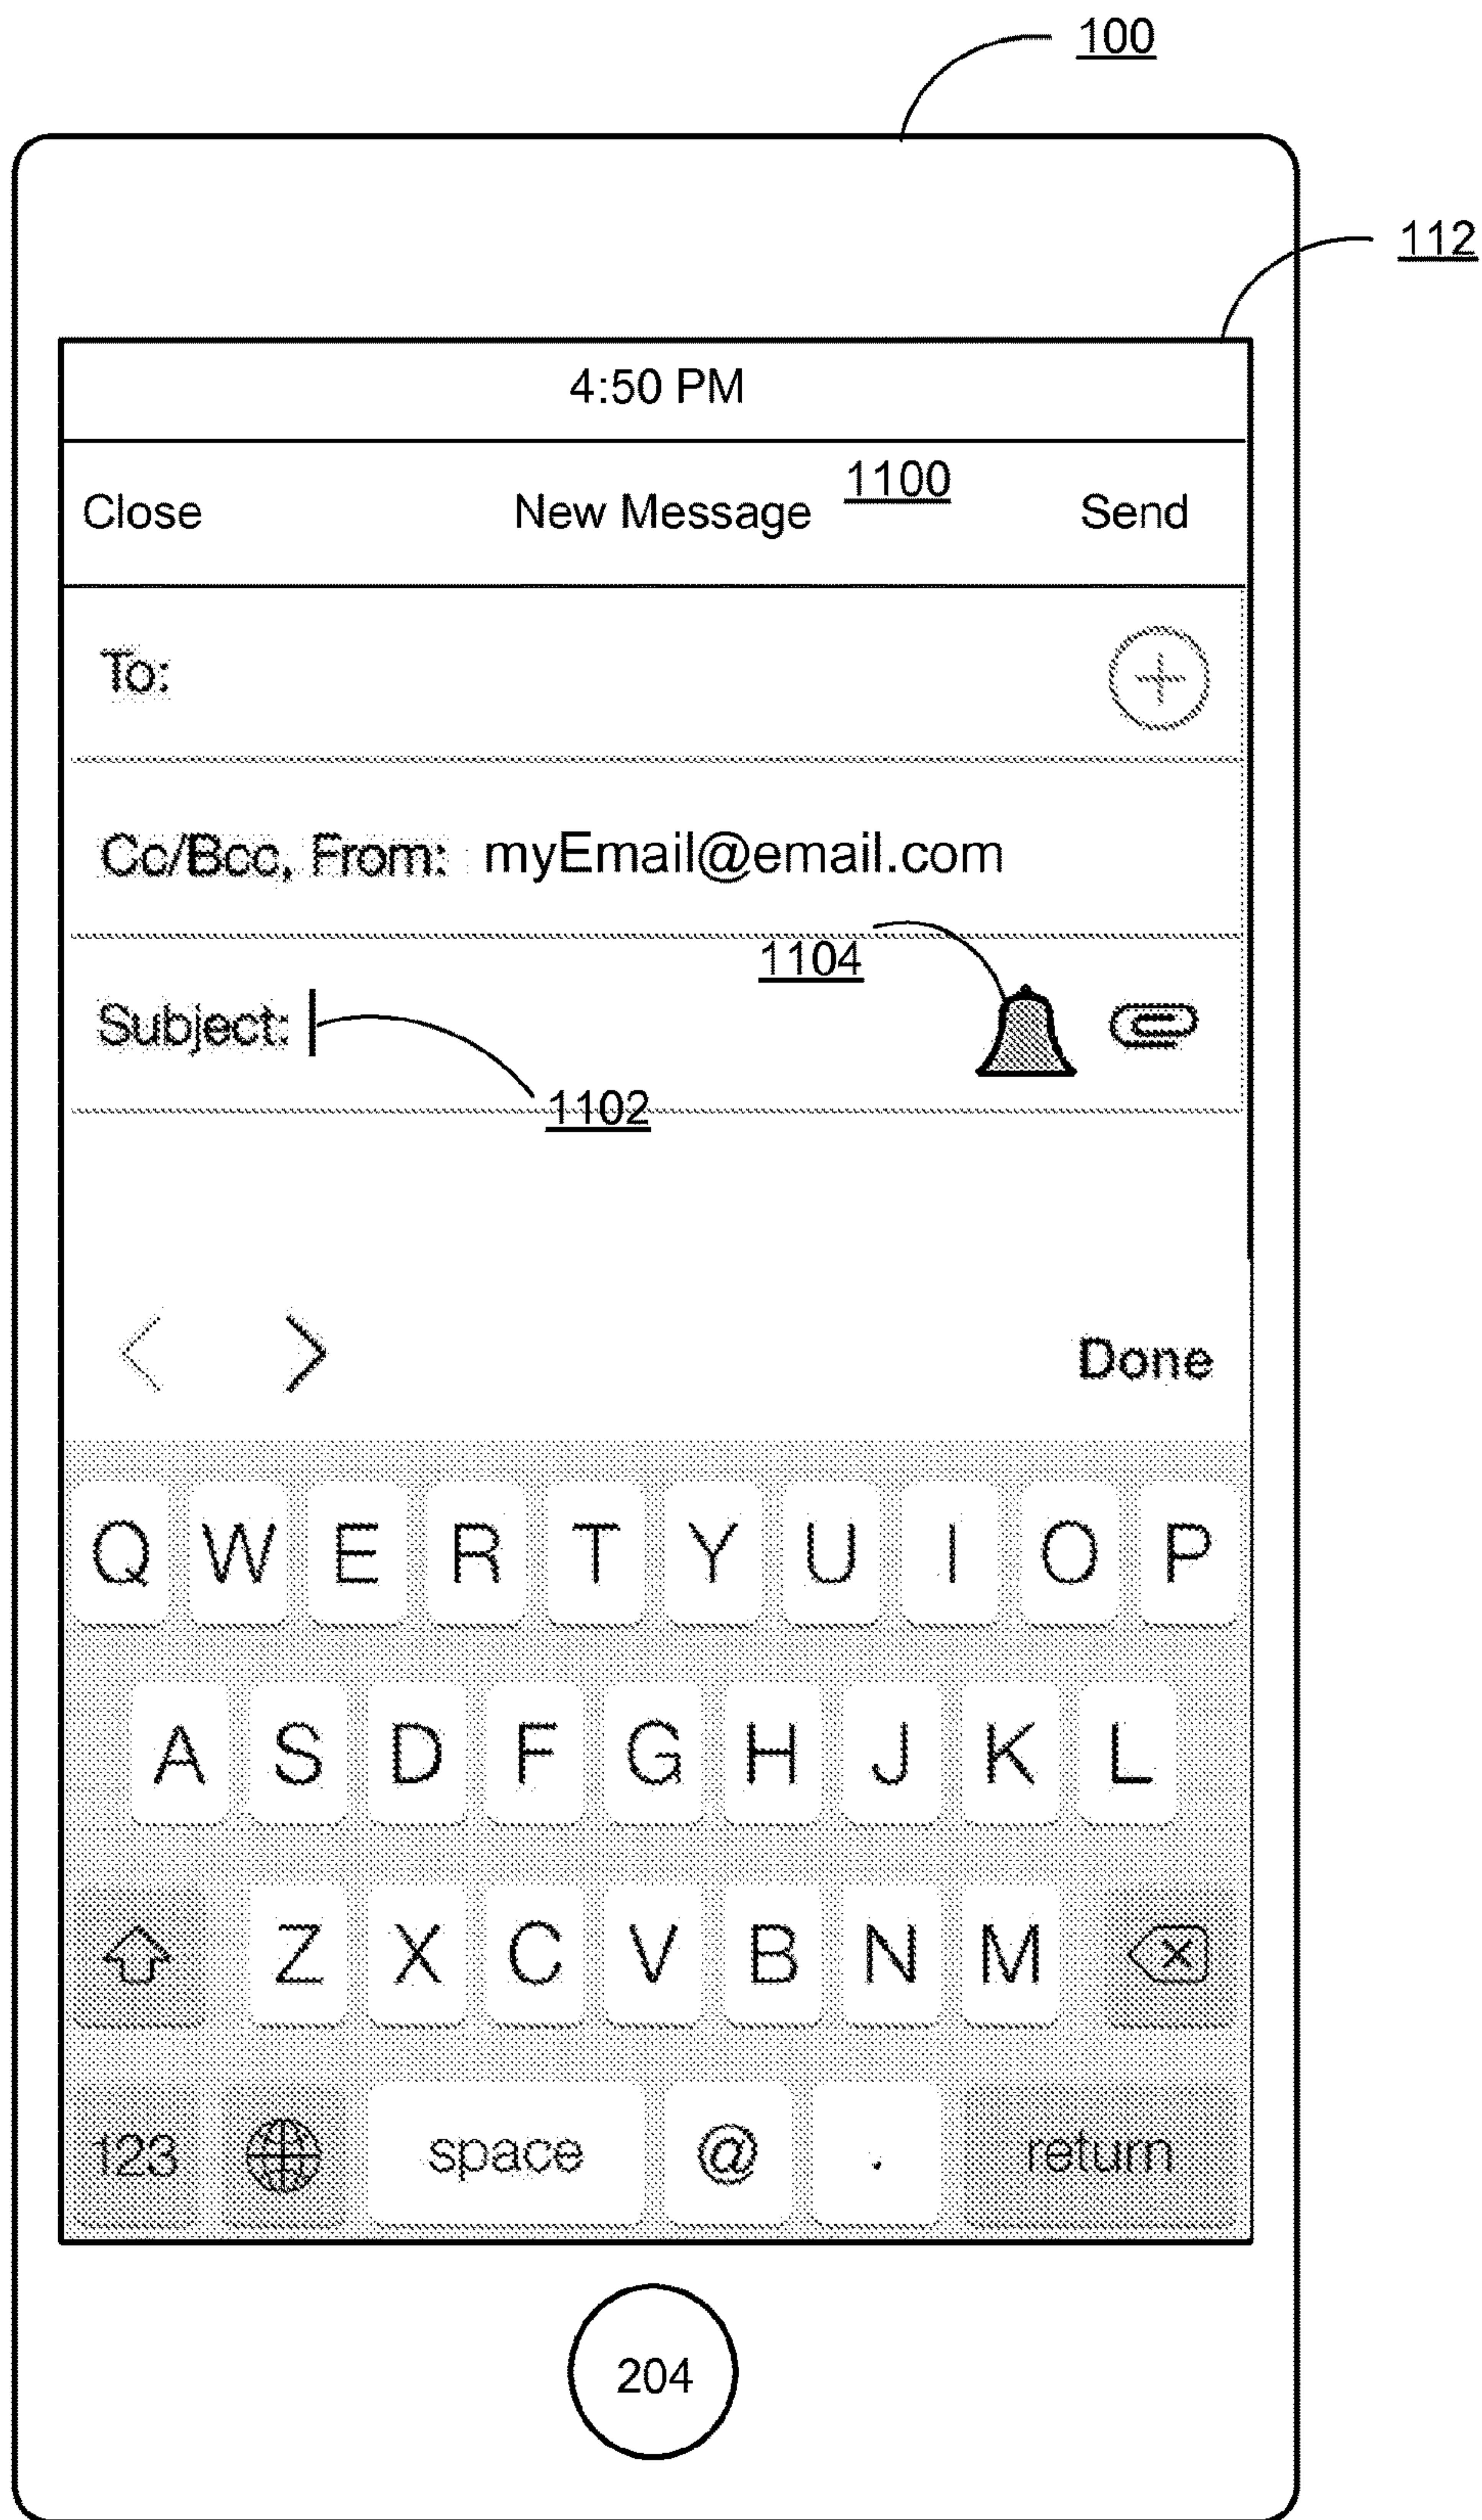 100
112
4:50 PM
Close New Message 1100 Send
To:
Cc/Bcc, From: myEmail@email.com
1104
Subject:
1102
Done
Q W E R T Y U I O P
A S D F G H J K L
Z X C V B N M
123 space @ . return
204